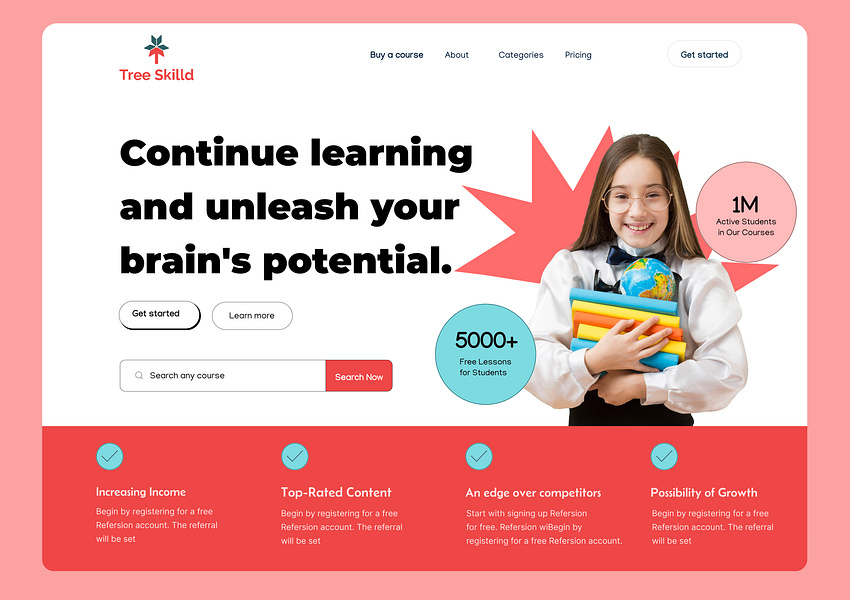 Tree Skilld
Buy a course
About
Categories
Pricing
Get started
Continue learning
and unleash your
brain's potential.
Get started
Learn more
Search any course
Search Now
1M
Active Students
in Our Courses
5000+
Free Lessons
for Students
Increasing Income
Begin by registering for a free
Refersion account. The referral
will be set
Top-Rated Content
Begin by registering for a free
Refersion account. The referral
will be set
An edge over competitors
Start with signing up Refersion
for free. Refersion wiBegin by
registering for a free Refersion account.
Possibility of Growth
Begin by registering for a free
Refersion account. The referral
will be set